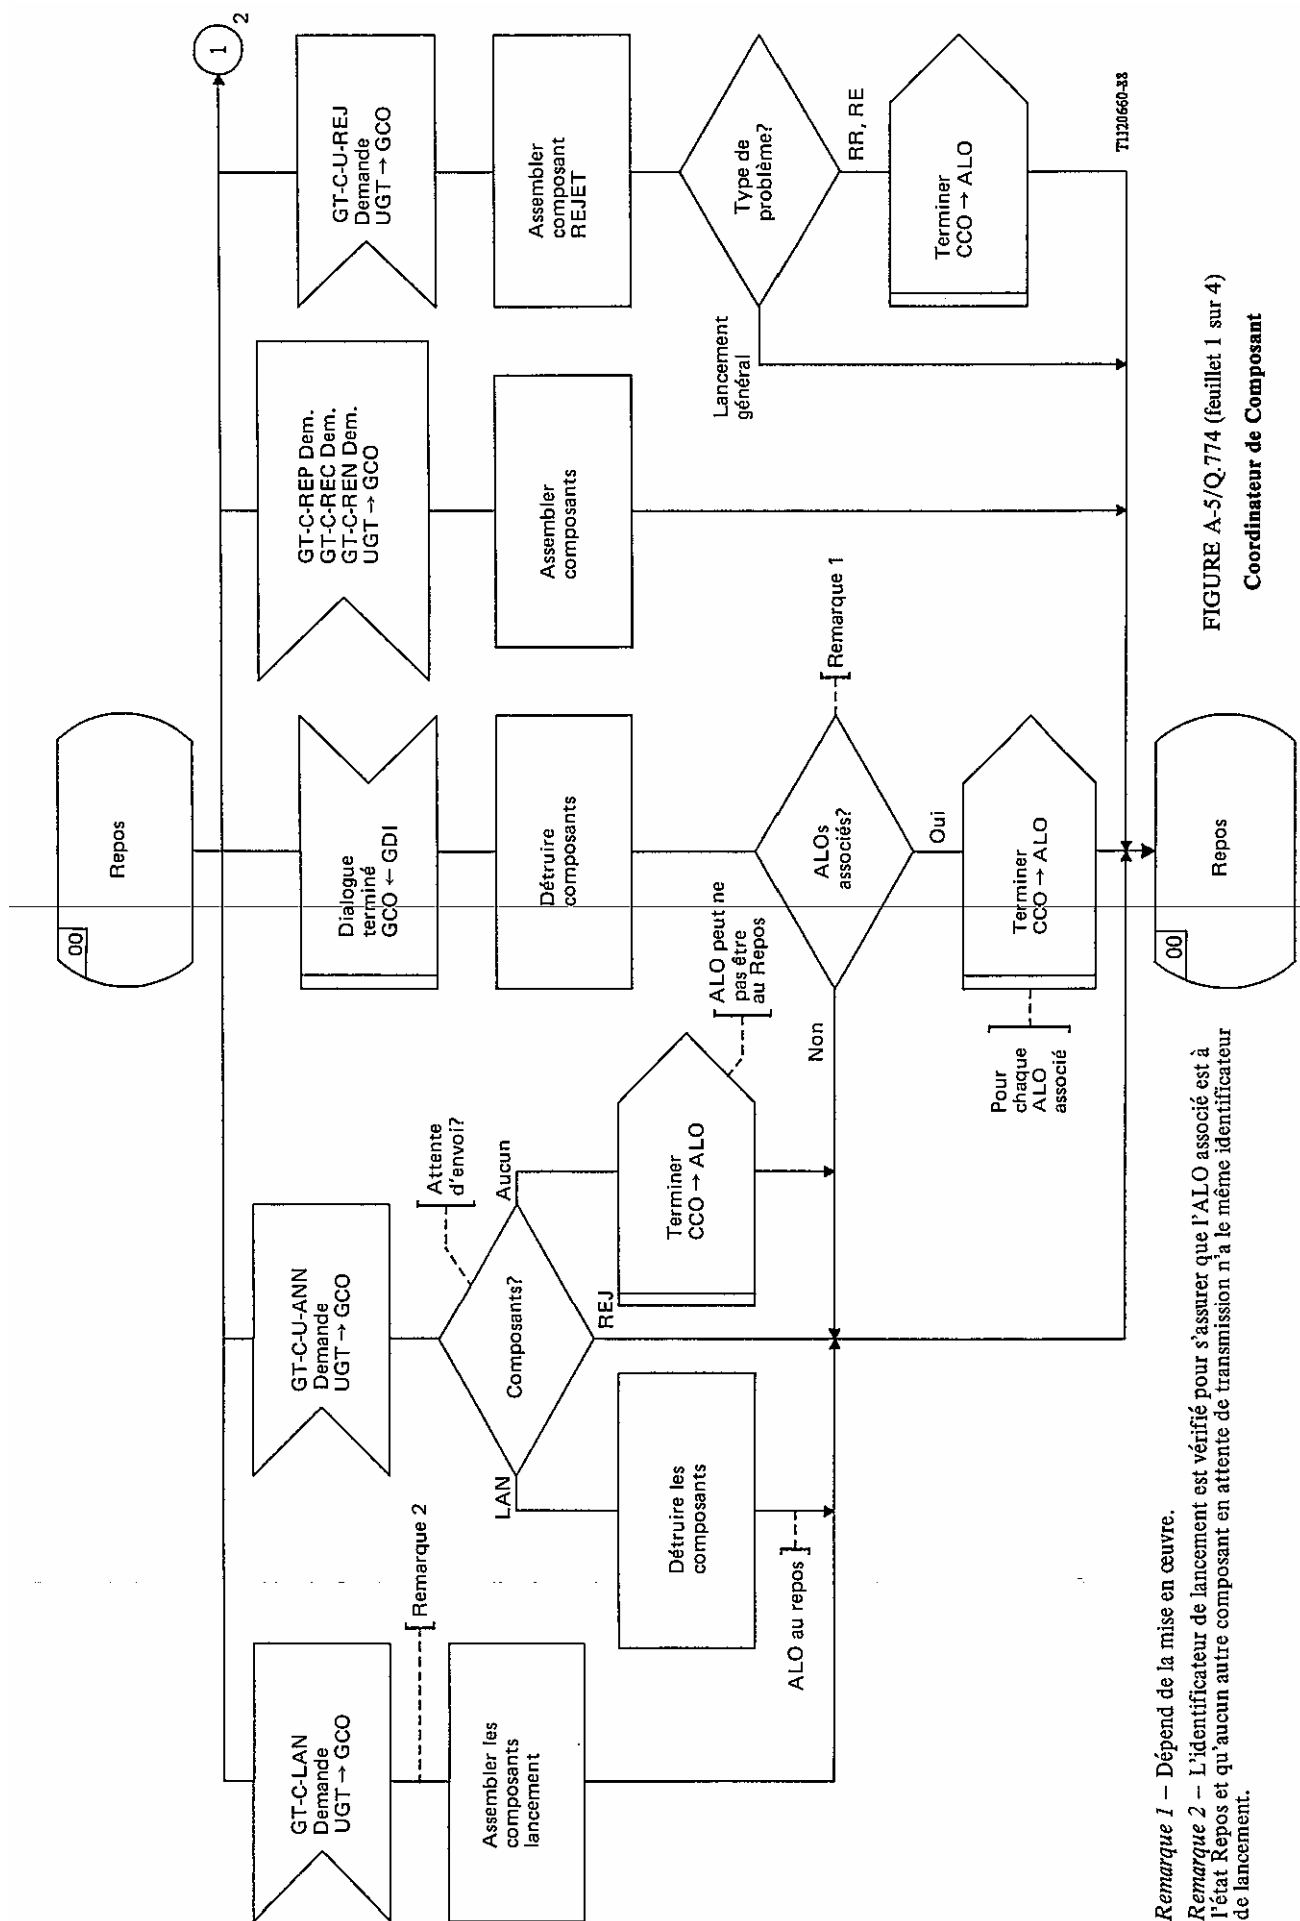 00
Repos
1
2
GT-C-LAN
Demande
UGT → GCO
Remarque 2
Assembler les
composants
lancement
GT-C-U-ANN
Demande
UGT → GCO
Attente
d'envoi?
Composants?
LAN
REJ
Aucun
Détruire les
composants
ALO au repos
Terminer
CCO → ALO
ALO peut ne
pas être
au Repos
Dialogue
terminé
GCO ← GDI
Détruire
composants
ALOs
associés?
Remarque 1
Non
Oui
Pour
chaque
ALO
associé
Terminer
CCO → ALO
GT-C-REP Dem.
GT-C-REC Dem.
GT-C-REN Dem.
UGT → GCO
Assembler
composants
GT-C-U-REJ
Demande
UGT → GCO
Assembler
composant
REJET
Type de
problème?
Lancement
général
RR, RE
Terminer
CCO → ALO
00
Repos
T1120660-88
Remarque 1 – Dépend de la mise en œuvre.
Remarque 2 – L'identificateur de lancement est vérifié pour s'assurer que l'ALO associé est à
l'état Repos et qu'aucun autre composant en attente de transmission n'a le même identificateur
de lancement.
FIGURE A-5/Q.774 (feuillet 1 sur 4)
Coordinateur de Composant